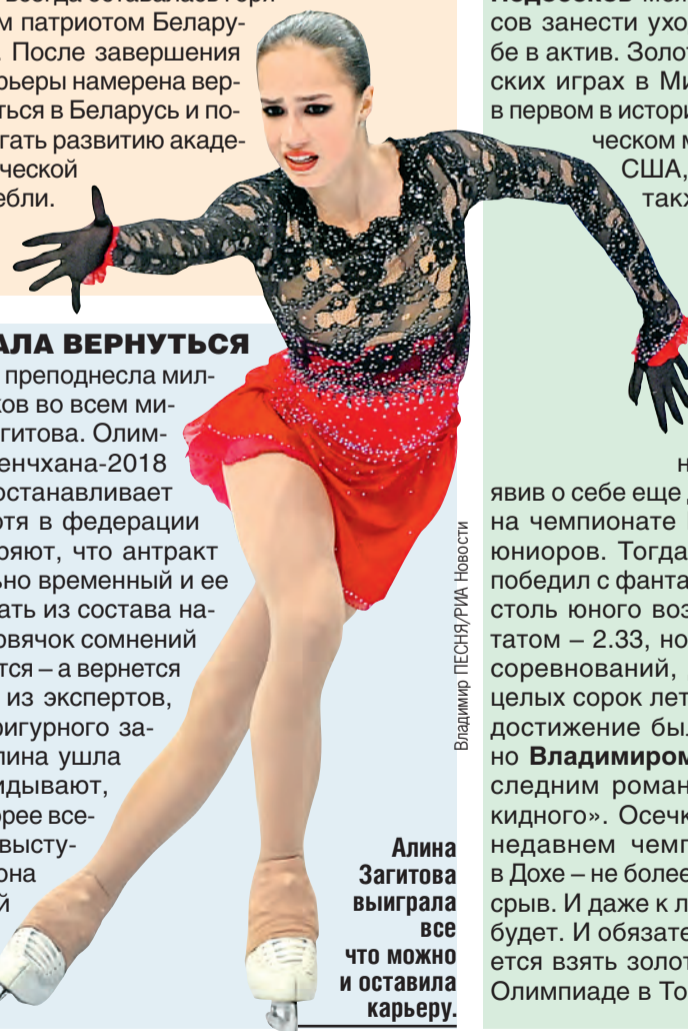 м патриотом Белару-
После завершения
рьеры намерена вер-
ться в Беларусь и по-
гать развитию акаде-
ческой
ебли.
АЛА ВЕРНУТЬСЯ
преподнесла мил-
ков во всем ми-
гитова. Олим-
енчхана-2018
останавливает
отя в федерации
ряют, что антракт
ьно временный и ее
ать из состава на-
рвячок сомнений
тся – а вернется
из экспертов,
ригурного за-
лина ушла
идывают,
рее все-
высту-
она
й
Владимир ПЕСНЯ/РИА Новости
Алина
Загитова
выиграла
все
что можно
и оставила
карьеру.
сов занести ухо
бе в актив. Золот
ских играх в Ми
в первом в истори
ческом м
США,
такж
н
явив о себе еще
на чемпионате
юниоров. Тогда
победил с фанта
столь юного воз
татом – 2.33, но
соревнований,
целых сорок лет
достижение был
но Владимиром
следним роман
кидного». Осечк
недавнем чемп
в Дохе – не более
срыв. И даже к л
будет. И обязате
ется взять золот
Олимпиаде в То